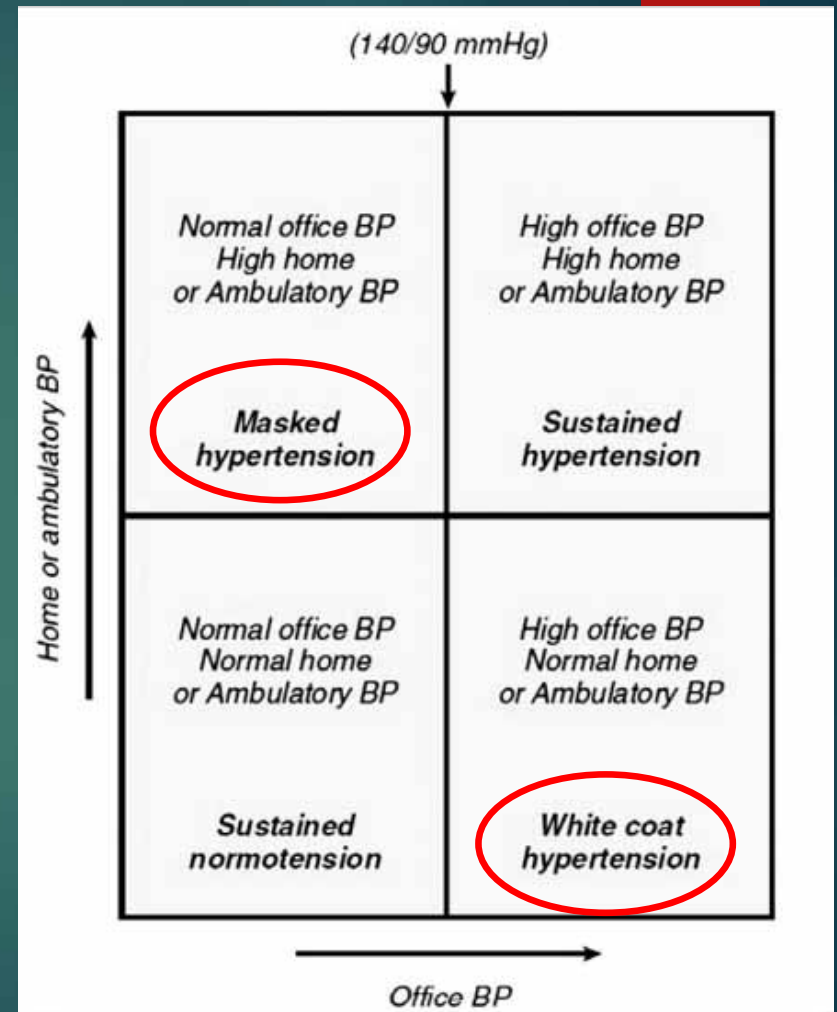 (140/90 mmHg)
Normal office BP
High home
or Ambulatory BP
Masked
hypertension
High office BP
High home
or Ambulatory BP
Sustained
hypertension
Home or ambulatory BP
Normal office BP
Normal home
or Ambulatory BP
Sustained
normotension
High office BP
Normal home
or Ambulatory BP
White coat
hypertension
Office BP